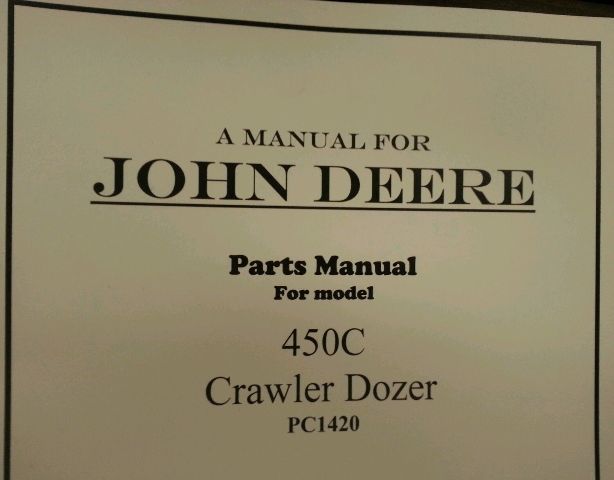 A MANUAL FOR
JOHN DEERE
Parts Manual
For model
450C
Crawler Dozer
PC1420